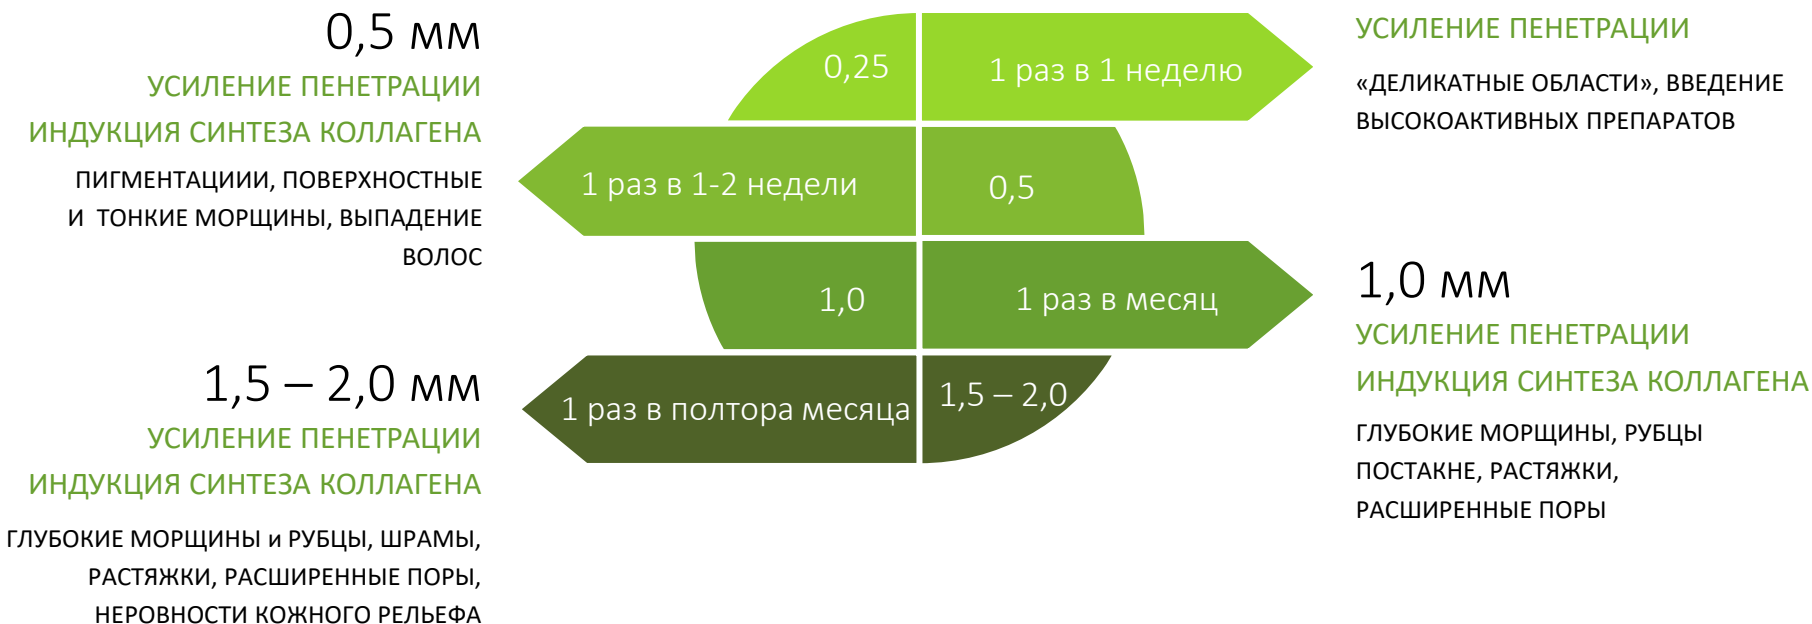 0,5 мм
УСИЛЕНИЕ ПЕНЕТРАЦИИ
ИНДУКЦИЯ СИНТЕЗА КОЛЛАГЕНА
ПИГМЕНТАЦИИИ, ПОВЕРХНОСТНЫЕ
И ТОНКИЕ МОРЩИНЫ, ВЫПАДЕНИЕ
ВОЛОС
1,5 – 2,0 мм
УСИЛЕНИЕ ПЕНЕТРАЦИИ
ИНДУКЦИЯ СИНТЕЗА КОЛЛАГЕНА
ГЛУБОКИЕ МОРЩИНЫ и РУБЦЫ, ШРАМЫ,
РАСТЯЖКИ, РАСШИРЕННЫЕ ПОРЫ,
НЕРОВНОСТИ КОЖНОГО РЕЛЬЕФА
0,25
1 раз в 1 неделю
1 раз в 1-2 недели
0,5
1,0
1 раз в месяц
1 раз в полтора месяца
1,5 – 2,0
УСИЛЕНИЕ ПЕНЕТРАЦИИ
«ДЕЛИКАТНЫЕ ОБЛАСТИ», ВВЕДЕНИЕ
ВЫСОКОАКТИВНЫХ ПРЕПАРАТОВ
1,0 мм
УСИЛЕНИЕ ПЕНЕТРАЦИИ
ИНДУКЦИЯ СИНТЕЗА КОЛЛАГЕНА
ГЛУБОКИЕ МОРЩИНЫ, РУБЦЫ
ПОСТАКНЕ, РАСТЯЖКИ,
РАСШИРЕННЫЕ ПОРЫ